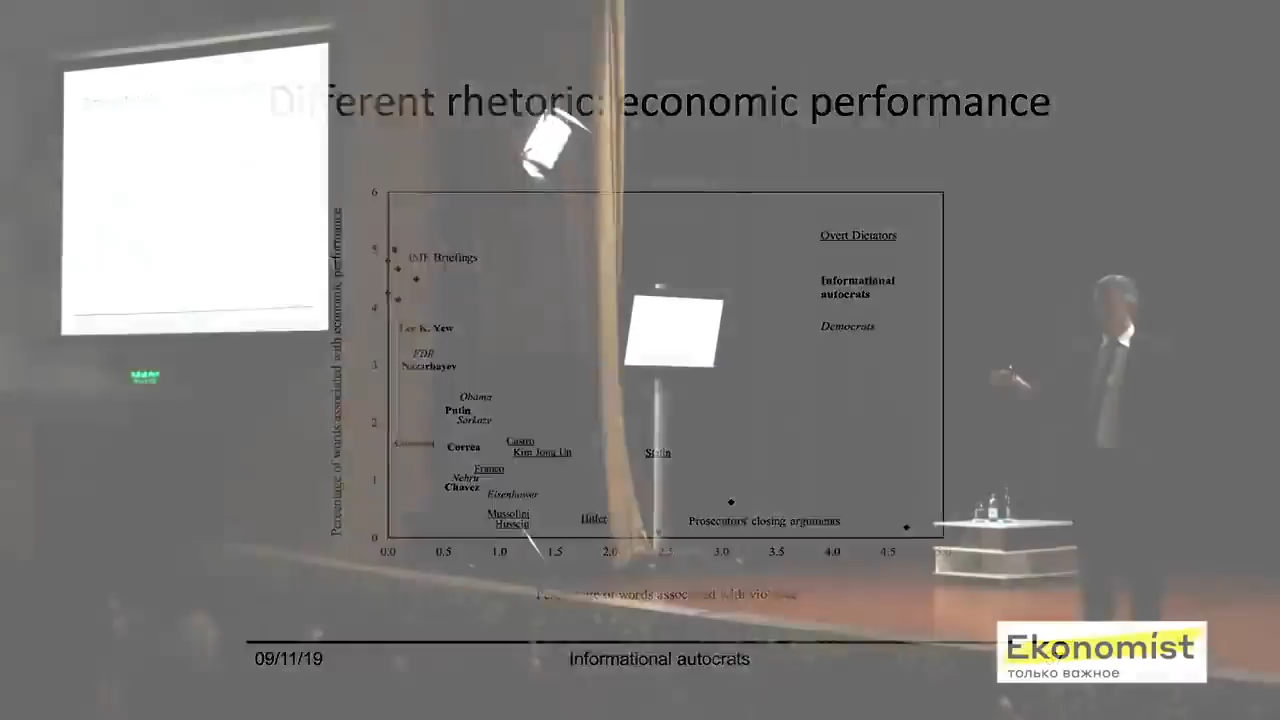 Different rhetoric: economic performance
6
5
4
3
2
1
0
Percentage of words associated with economic performance
IMF Briefings
Lee K. Yew
FDR
Nazarbayev
Obama
Putin
Sarkozy
Correa
Castro
Kim Jong Un
Stalin
Franco
Nehru
Chavez
Eisenhower
Mussolini
Hussein
Hitler
Prosecutors' closing arguments
Overt Dictators
Informational
autocrats
Democrats
0.0 0.5 1.0 1.5 2.0 2.5 3.0 3.5 4.0 4.5 5.0
Percentage of words associated with violence
09/11/19 Informational autocrats
Ekonomist
только важное